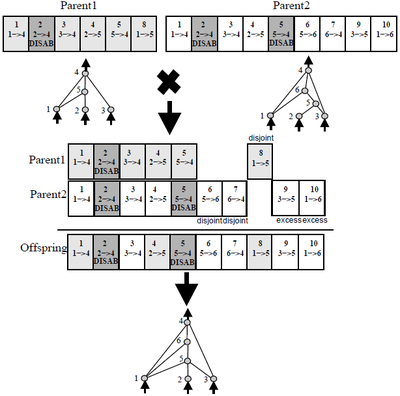 Parent1 Parent2
1 2 3 4 5 8
1->4 2->4 3->4 2->5 5->4 1->5
DISAB
1 2 3 4 5 6 7 9 10
1->4 2->4 3->4 2->5 5->4 5->6 6->4 3->5 1->6
DISAB DISAB
4
5
1 2 3
4
6
5
1 2 3
disjoint
Parent1
1 2 3 4 5 8
1->4 2->4 3->4 2->5 5->4 1->5
DISAB
Parent2
1 2 3 4 5 6 7 9 10
1->4 2->4 3->4 2->5 5->4 5->6 6->4 3->5 1->6
DISAB DISAB
disjoint disjoint excess excess
Offspring
1 2 3 4 5 6 7 8 9 10
1->4 2->4 3->4 2->5 5->4 5->6 6->4 1->5 3->5 1->6
DISAB DISAB
4
6
5
1 2 3